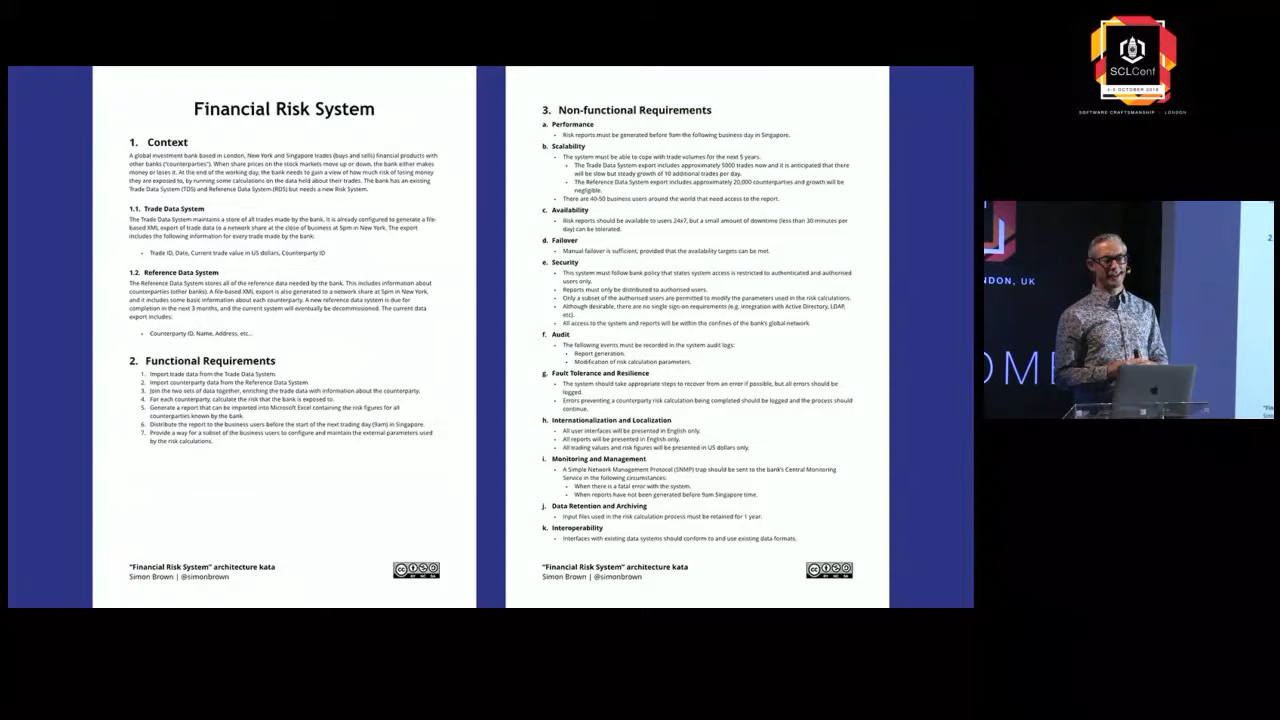 Financial Risk System
1. Context
A global investment bank based in London, New York and Singapore trades (buys and sells) financial products with
other banks ("counterparties"). When share prices on the stock markets move up or down, the bank either makes
money or loses it. At the end of the working day, the bank needs to gain a view of how much risk of losing money
they are exposed to, by running some calculations on the data held about their trades. The bank has an existing
Trade Data System (TDS) and Reference Data System (RDS) but needs a new Risk System.
1.1. Trade Data System
The Trade Data System maintains a store of all trades made by the bank. It is already configured to generate a file-
based XML export of trade data to a network share at the close of business at 5pm in New York. The export
includes the following information for every trade made by the bank:
• Trade ID, Date, Current trade value in US dollars, Counterparty ID
1.2. Reference Data System
The Reference Data System stores all of the reference data needed by the bank. This includes information about
counterparties (other banks). A file-based XML export is also generated to a network share at 5pm in New York,
and it includes some basic information about each counterparty. A new reference data system is due for
completion in the next 3 months, and the current system will eventually be decommissioned. The current data
export includes:
• Counterparty ID, Name, Address, etc...
2. Functional Requirements
1. Import trade data from the Trade Data System.
2. Import counterparty data from the Reference Data System.
3. Join the two sets of data together, enriching the trade data with information about the counterparty.
4. For each counterparty, calculate the risk that the bank is exposed to.
5. Generate a report that can be imported into Microsoft Excel containing the risk figures for all
counterparties known by the bank.
6. Distribute the report to the business users before the start of the next trading day (9am) in Singapore.
7. Provide a way for a subset of the business users to configure and maintain the external parameters used
by the risk calculations.
"Financial Risk System" architecture kata
Simon Brown | @simonbrown
cc
BY NC SA
3. Non-functional Requirements
a. Performance
• Risk reports must be generated before 9am the following business day in Singapore.
b. Scalability
• The system must be able to cope with trade volumes for the next 5 years.
• The Trade Data System export includes approximately 5000 trades now and it is anticipated that there
will be slow but steady growth of 10 additional trades per day.
• The Reference Data System export includes approximately 20,000 counterparties and growth will be
negligible.
• There are 40-50 business users around the world that need access to the report.
c. Availability
• Risk reports should be available to users 24x7, but a small amount of downtime (less than 30 minutes per
day) can be tolerated.
d. Failover
• Manual failover is sufficient, provided that the availability targets can be met.
e. Security
• This system must follow bank policy that states system access is restricted to authenticated and authorised
users only.
• Reports must only be distributed to authorised users.
• Only a subset of the authorised users are permitted to modify the parameters used in the risk calculations.
• Although desirable, there are no single sign-on requirements (e.g. integration with Active Directory, LDAP,
etc).
• All access to the system and reports will be within the confines of the bank's global network.
f. Audit
• The following events must be recorded in the system audit logs:
• Report generation.
• Modification of risk calculation parameters.
g. Fault Tolerance and Resilience
• The system should take appropriate steps to recover from an error if possible, but all errors should be
logged.
• Errors preventing a counterparty risk calculation being completed should be logged and the process should
continue.
h. Internationalization and Localization
• All user interfaces will be presented in English only.
• All reports will be presented in English only.
• All trading values and risk figures will be presented in US dollars only.
i. Monitoring and Management
• A Simple Network Management Protocol (SNMP) trap should be sent to the bank's Central Monitoring
Service in the following circumstances:
• When there is a fatal error with the system.
• When reports have not been generated before 9am Singapore time.
j. Data Retention and Archiving
• Input files used in the risk calculation process must be retained for 1 year.
k. Interoperability
• Interfaces with existing data systems should conform to and use existing data formats.
"Financial Risk System" architecture kata
Simon Brown | @simonbrown
cc
BY NC SA
SCLConf
4-5 OCTOBER 2018
SOFTWARE CRAFTSMANSHIP · LONDON
NDON, UK
OME
2.
"Fin